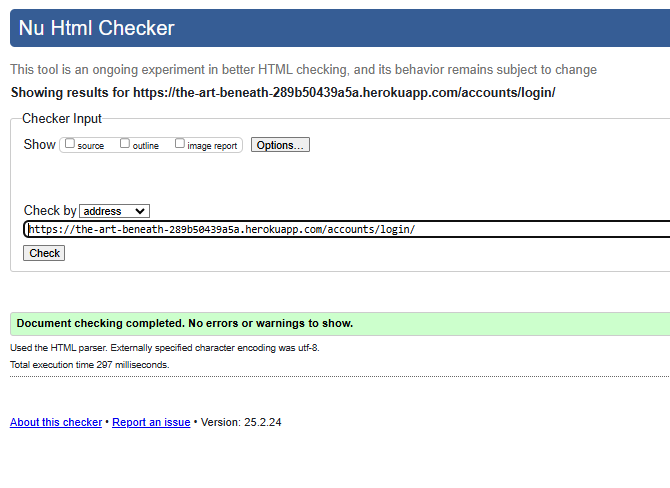 Nu Html Checker
This tool is an ongoing experiment in better HTML checking, and its behavior remains subject to change
Showing results for https://the-art-beneath-289b50439a5a.herokuapp.com/accounts/login/
Checker Input
Show source outline image report Options...
Check by address
https://the-art-beneath-289b50439a5a.herokuapp.com/accounts/login/
Check
Document checking completed. No errors or warnings to show.
Used the HTML parser. Externally specified character encoding was utf-8.
Total execution time 297 milliseconds.
About this checker • Report an issue • Version: 25.2.24